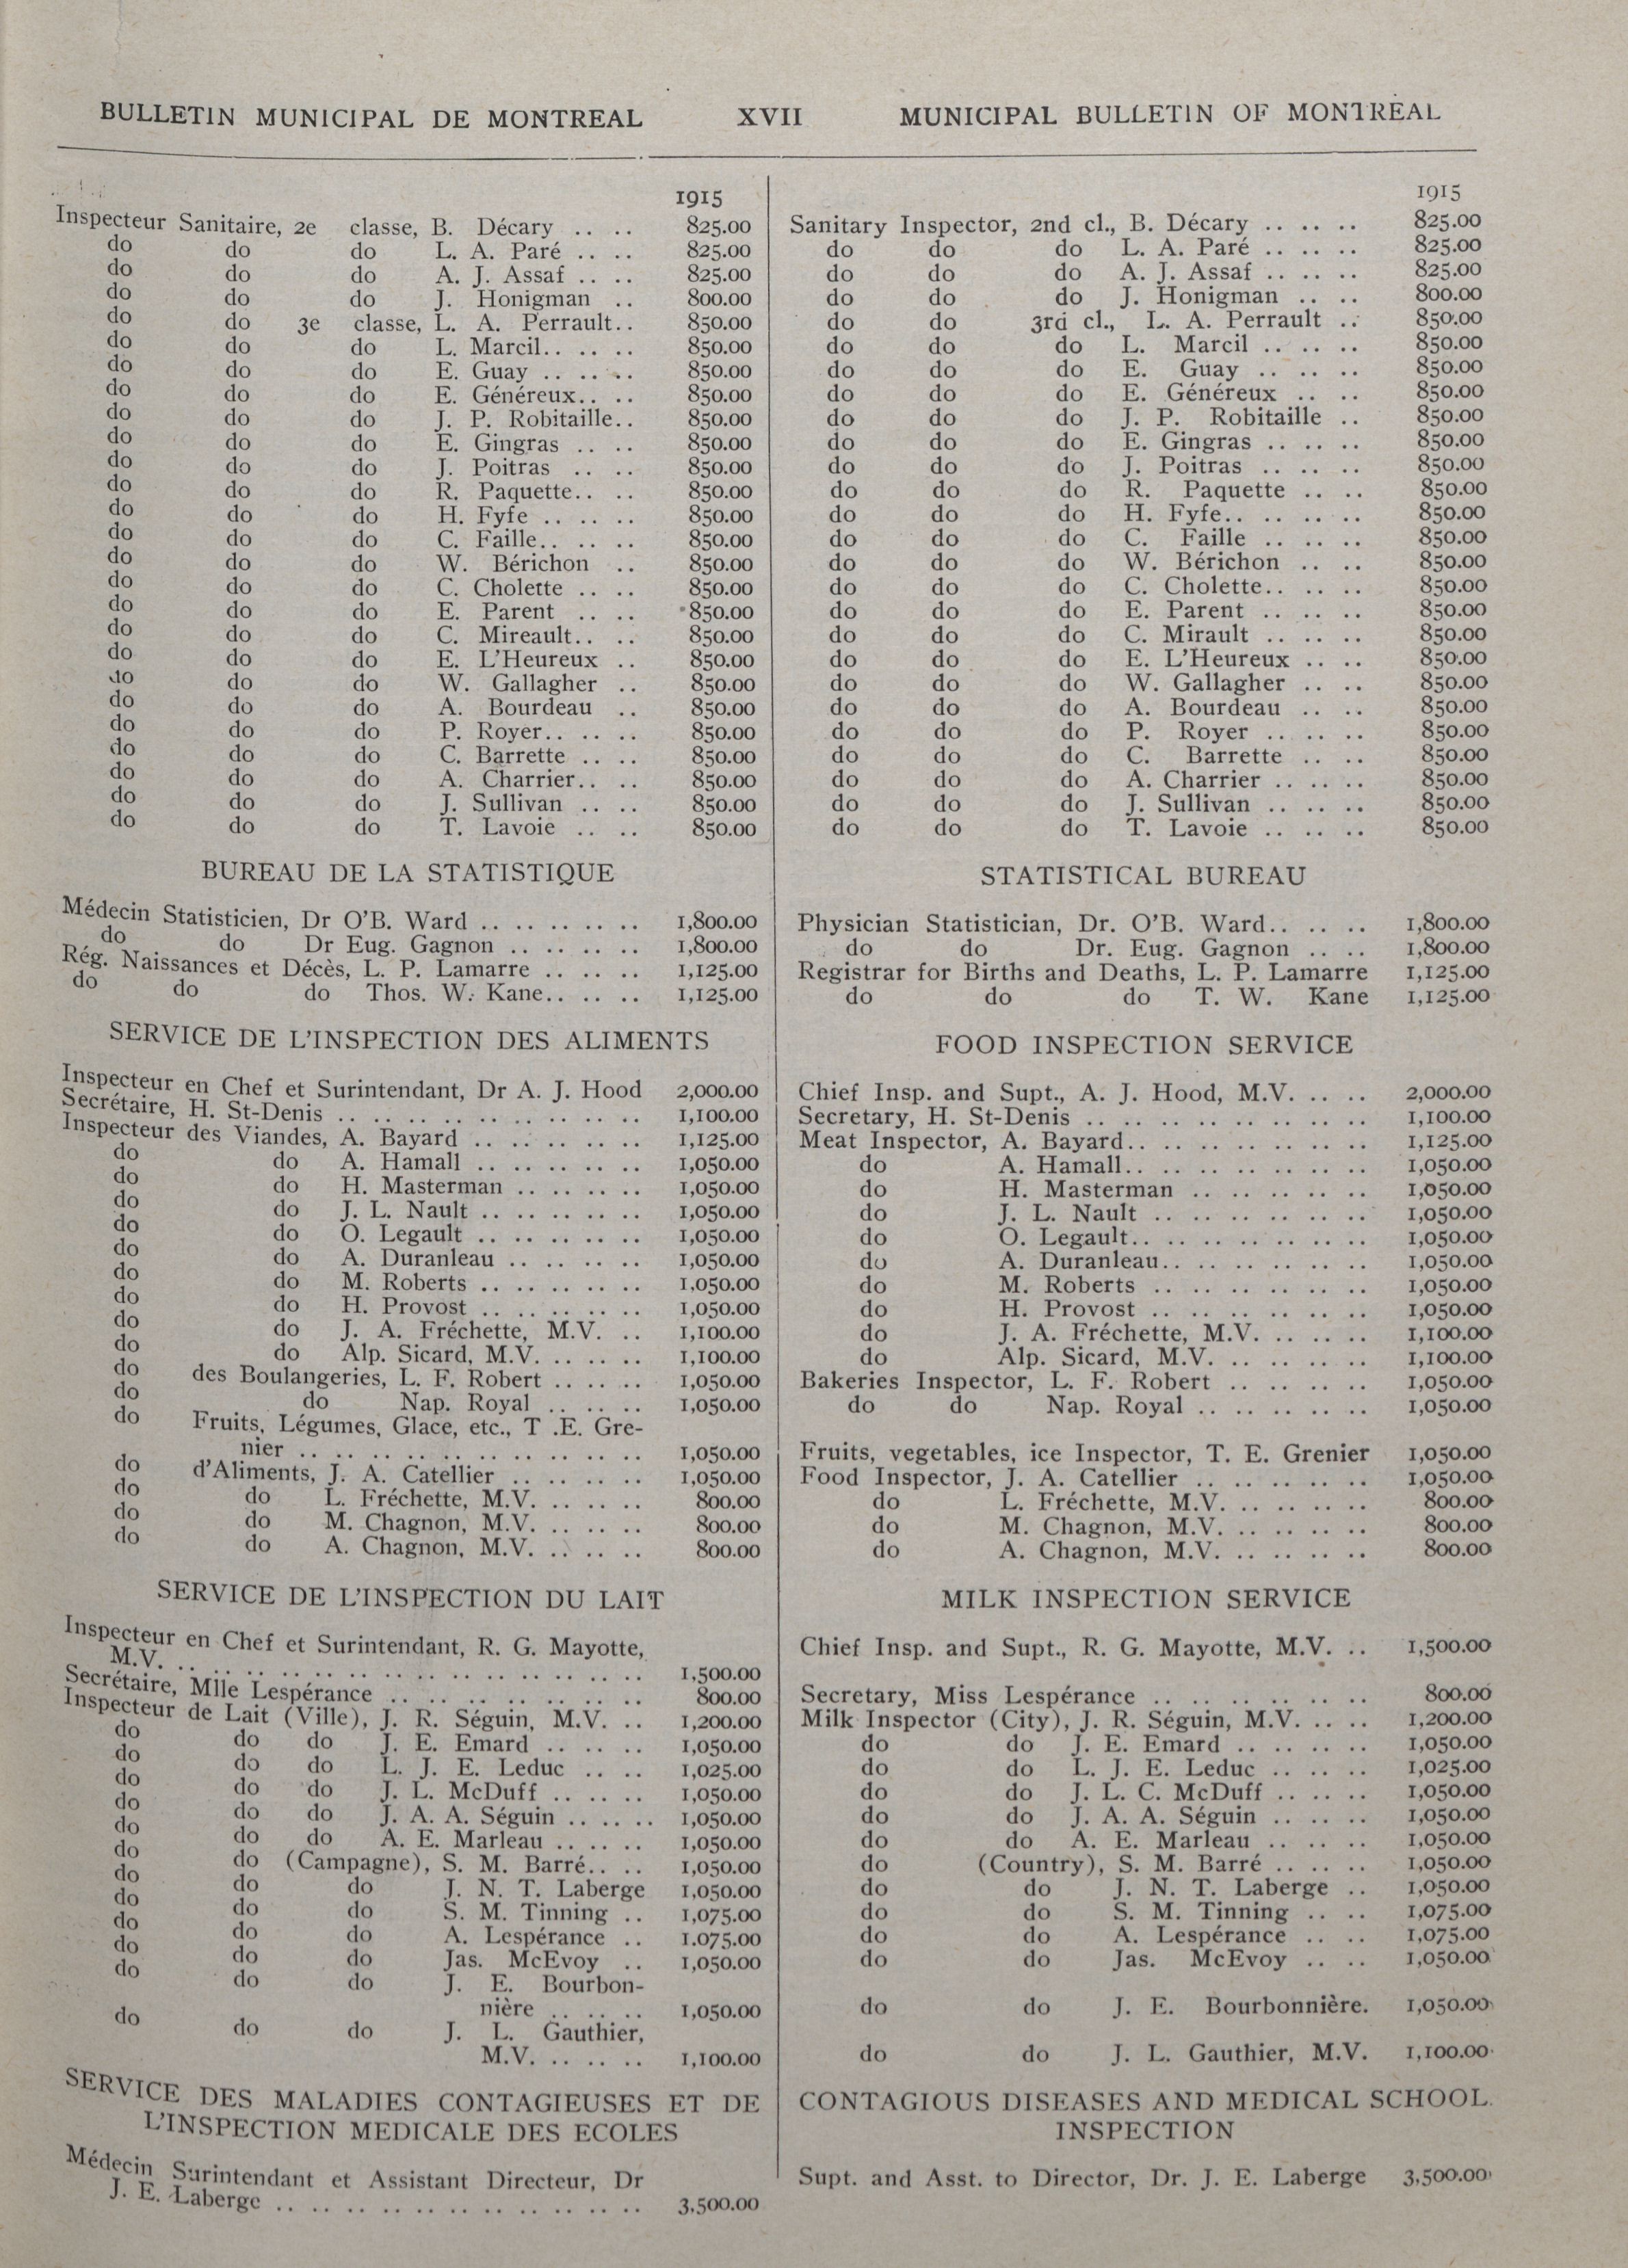 BULLETIN MUNICIPAL DE MONTREAL XVII MUNICIPAL BULLETIN OF MONTREAL
1915
Inspecteur Sanitaire, 2e classe, B. Décary .. .. 825.00
do do do L. A. Paré .. .. 825.00
do do do A. J. Assaf .. .. 825.00
do do do J. Honigman .. 800.00
do do 3e classe, L. A. Perrault.. 850.00
do do do L. Marcil.. .. .. 850.00
do do do E. Guay .. .. .. 850.00
do do do E. Généreux.. .. 850.00
do do do J. P. Robitaille.. 850.00
do do do E. Gingras .. .. 850.00
do do do J. Poitras .. .. 850.00
do do do R. Paquette.. .. 850.00
do do do H. Fyfe .. .. .. 850.00
do do do C. Faille.. .. .. 850.00
do do do W. Bérichon .. 850.00
do do do C. Cholette .. .. 850.00
do do do E. Parent .. .. 850.00
do do do C. Mireault.. .. 850.00
do do do E. L'Heureux .. 850.00
do do do W. Gallagher .. 850.00
do do do A. Bourdeau .. 850.00
do do do P. Royer.. .. .. 850.00
do do do C. Barrette .. .. 850.00
do do do A. Charrier.. .. 850.00
do do do J. Sullivan .. .. 850.00
do do do T. Lavoie .. .. 850.00
BUREAU DE LA STATISTIQUE
Médecin Statisticien, Dr O'B. Ward .. .. .. .. .. 1,800.00
do do Dr Eug. Gagnon .. .. .. .. 1,800.00
Rég. Naissances et Décès, L. P. Lamarre .. .. .. 1,125.00
do do do Thos. W. Kane.. .. .. 1,125.00
SERVICE DE L'INSPECTION DES ALIMENTS
Inspecteur en Chef et Surintendant, Dr A. J. Hood 2,000.00
Secrétaire, H. St-Denis .. .. .. .. .. .. .. .. .. 1,100.00
Inspecteur des Viandes, A. Bayard .. .. .. .. .. 1,125.00
do do A. Hamall .. .. .. .. .. 1,050.00
do do H. Masterman .. .. .. .. 1,050.00
do do J. L. Nault .. .. .. .. .. 1,050.00
do do O. Legault .. .. .. .. .. 1,050.00
do do A. Duranleau .. .. .. .. 1,050.00
do do M. Roberts .. .. .. .. .. 1,050.00
do do H. Provost .. .. .. .. .. 1,050.00
do do J. A. Fréchette, M.V. .. 1,100.00
do do Alp. Sicard, M.V. .. .. .. 1,100.00
do des Boulangeries, L. F. Robert .. .. .. 1,050.00
do do Nap. Royal .. .. .. 1,050.00
do Fruits, Légumes, Glace, etc., T .E. Gre-
nier .. .. .. .. .. .. .. .. .. .. 1,050.00
do d'Aliments, J. A. Catellier .. .. .. .. 1,050.00
do do L. Fréchette, M.V. .. .. .. 800.00
do do M. Chagnon, M.V. .. .. .. 800.00
do do A. Chagnon, M.V. .. .. .. 800.00
SERVICE DE L'INSPECTION DU LAIT
Inspecteur en Chef et Surintendant, R. G. Mayotte,
M.V. .. .. .. .. .. .. .. .. .. .. .. .. .. .. 1,500.00
Secrétaire, Mlle Lespérance .. .. .. .. .. .. .. .. 800.00
Inspecteur de Lait (Ville), J. R. Séguin, M.V. .. 1,200.00
do do do J. E. Emard .. .. .. 1,050.00
do do do L. J. E. Leduc .. .. 1,025.00
do do do J. L. McDuff .. .. .. 1,050.00
do do do J. A. A. Séguin .. .. .. 1,050.00
do do do A. E. Marleau .. .. .. 1,050.00
do do (Campagne), S. M. Barré.. .. 1,050.00
do do do J. N. T. Laberge 1,050.00
do do do S. M. Tinning .. 1,075.00
do do do A. Lespérance .. 1.075.00
do do do Jas. McEvoy .. 1,050.00
do do do J. E. Bourbon-
nière .. .. .. 1,050.00
do do do J. L. Gauthier,
M.V. .. .. .. 1,100.00
SERVICE DES MALADIES CONTAGIEUSES ET DE
L'INSPECTION MEDICALE DES ECOLES
Médecin Surintendant et Assistant Directeur, Dr
J. E. Laberge .. .. .. .. .. .. .. .. .. .. .. 3,500.00
1915
Sanitary Inspector, 2nd cl., B. Décary .. .. .. 825.00
do do do L. A. Paré .. .. .. 825.00
do do do A. J. Assaf .. .. .. 825.00
do do do J. Honigman .. .. 800.00
do do 3rd cl., L. A. Perrault .. 850.00
do do do L. Marcil .. .. .. 850.00
do do do E. Guay .. .. .. 850.00
do do do E. Généreux .. .. 850.00
do do do J. P. Robitaille .. 850.00
do do do E. Gingras .. .. .. 850.00
do do do J. Poitras .. .. .. 850.00
do do do R. Paquette .. .. 850.00
do do do H. Fyfe.. .. .. .. 850.00
do do do C. Faille .. .. .. 850.00
do do do W. Bérichon .. .. 850.00
do do do C. Cholette.. .. .. 850.00
do do do E. Parent .. .. .. 850.00
do do do C. Mirault .. .. .. 850.00
do do do E. L'Heureux .. .. 850.00
do do do W. Gallagher .. .. 850.00
do do do A. Bourdeau .. .. 850.00
do do do P. Royer .. .. .. 850.00
do do do C. Barrette .. .. 850.00
do do do A. Charrier .. .. .. 850.00
do do do J. Sullivan .. .. .. 850.00
do do do T. Lavoie .. .. .. 850.00
STATISTICAL BUREAU
Physician Statistician, Dr. O'B. Ward.. .. .. 1,800.00
do do Dr. Eug. Gagnon .. .. 1,800.00
Registrar for Births and Deaths, L. P. Lamarre 1,125.00
do do do T. W. Kane 1,125.00
FOOD INSPECTION SERVICE
Chief Insp. and Supt., A. J. Hood, M.V. .. .. 2,000.00
Secretary, H. St-Denis .. .. .. .. .. .. .. .. 1,100.00
Meat Inspector, A. Bayard.. .. .. .. .. .. .. 1,125.00
do A. Hamall.. .. .. .. .. .. .. 1,050.00
do H. Masterman .. .. .. .. .. 1,050.00
do J. L. Nault .. .. .. .. .. .. 1,050.00
do O. Legault.. .. .. .. .. .. .. 1,050.00
do A. Duranleau.. .. .. .. .. .. 1,050.00
do M. Roberts .. .. .. .. .. .. 1,050.00
do H. Provost .. .. .. .. .. .. 1,050.00
do J. A. Fréchette, M.V. .. .. .. 1,100.00
do Alp. Sicard, M.V. .. .. .. .. 1,100.00
Bakeries Inspector, L. F. Robert .. .. .. .. 1,050.00
do do Nap. Royal .. .. .. .. .. 1,050.00
Fruits, vegetables, ice Inspector, T. E. Grenier 1,050.00
Food Inspector, J. A. Catellier .. .. .. .. .. 1,050.00
do L. Fréchette, M.V. .. .. .. .. 800.00
do M. Chagnon, M.V. .. .. .. .. 800.00
do A. Chagnon, M.V. .. .. .. .. 800.00
MILK INSPECTION SERVICE
Chief Insp. and Supt., R. G. Mayotte, M.V. .. 1,500.00
Secretary, Miss Lespérance .. .. .. .. .. .. 800.00
Milk Inspector (City), J. R. Séguin, M.V. .. .. 1,200.00
do do J. E. Emard .. .. .. .. 1,050.00
do do L. J. E. Leduc .. .. .. 1,025.00
do do J. L. C. McDuff .. .. .. 1,050.00
do do J. A. A. Séguin .. .. .. 1,050.00
do do A. E. Marleau .. .. .. 1,050.00
do (Country), S. M. Barré .. .. .. 1,050.00
do do J. N. T. Laberge .. 1,050.00
do do S. M. Tinning .. .. 1,075.00
do do A. Lespérance .. .. 1,075.00
do do Jas. McEvoy .. .. 1,050.00
do do J. E. Bourbonnière. 1,050.00
do do J. L. Gauthier, M.V. 1,100.00
CONTAGIOUS DISEASES AND MEDICAL SCHOOL
INSPECTION
Supt. and Asst. to Director, Dr. J. E. Laberge 3,500.00